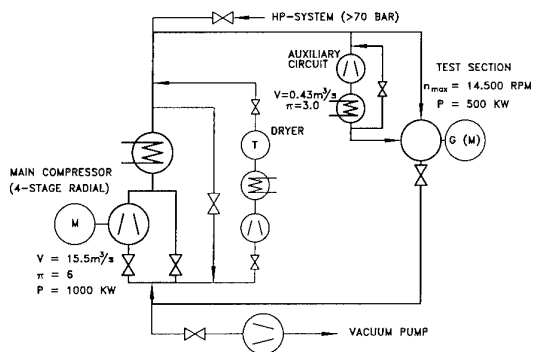 HP-SYSTEM (>70 BAR)
AUXILIARY
CIRCUIT
V=0.43m³/s
π=3.0
TEST SECTION
nmax = 14.500 RPM
P = 500 KW
G (M)
T
DRYER
MAIN COMPRESSOR
(4-STAGE RADIAL)
M
V = 15.5m³/s
π = 6
P = 1000 KW
VACUUM PUMP